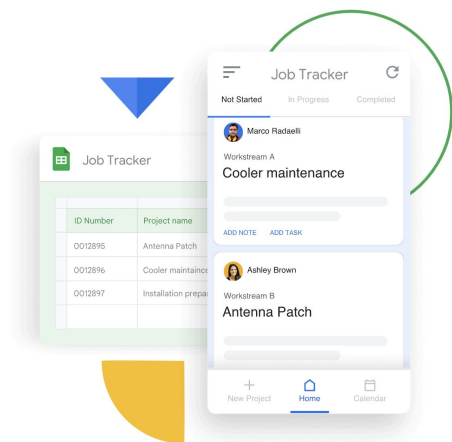 Job Tracker
ID Number Project name
0012895 Antenna Patch
0012896 Cooler maintaince
0012897 Installation prepar
Job Tracker
Not Started In Progress Completed
Marco Radaelli
Workstream A
Cooler maintenance
ADD NOTE ADD TASK
Ashley Brown
Workstream B
Antenna Patch
New Project Home Calendar